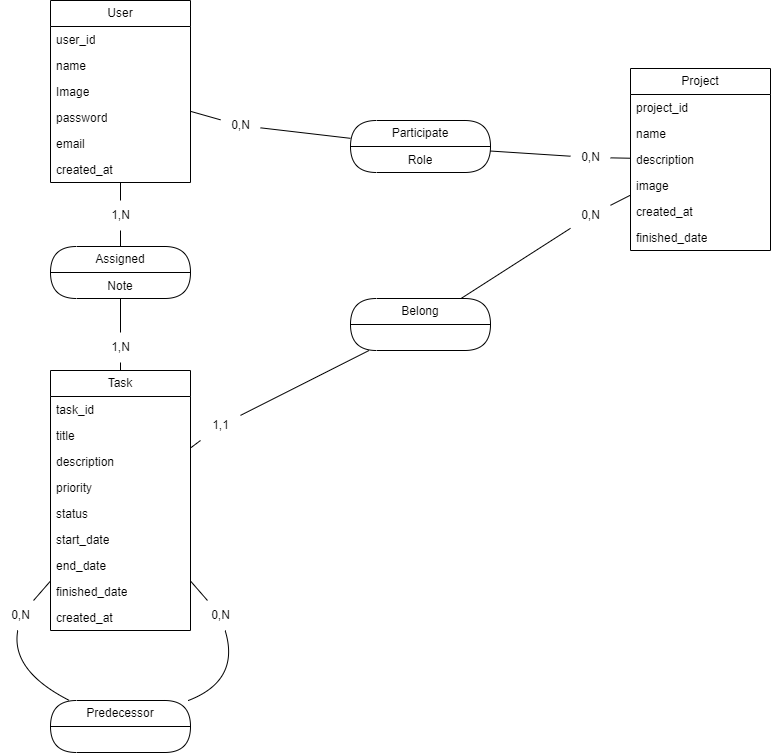 User
user_id
name
Image
password
email
created_at
0,N
Participate
Role
0,N
Project
project_id
name
description
image
created_at
finished_date
0,N
1,N
Assigned
Note
1,N
Belong
1,1
Task
task_id
title
description
priority
status
start_date
end_date
finished_date
created_at
0,N
0,N
Predecessor